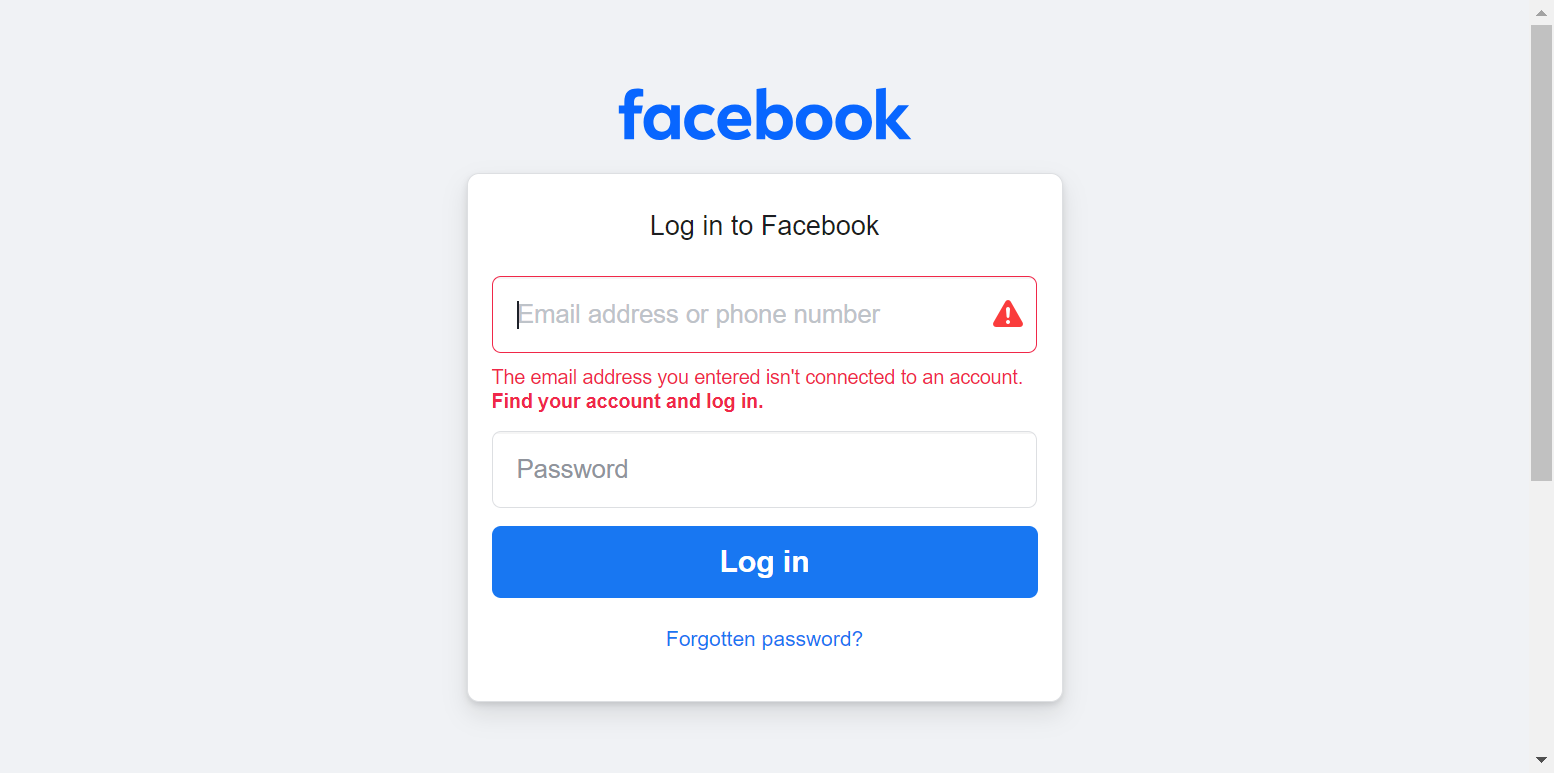 facebook
Log in to Facebook
Email address or phone number
The email address you entered isn't connected to an account.
Find your account and log in.
Password
Log in
Forgotten password?